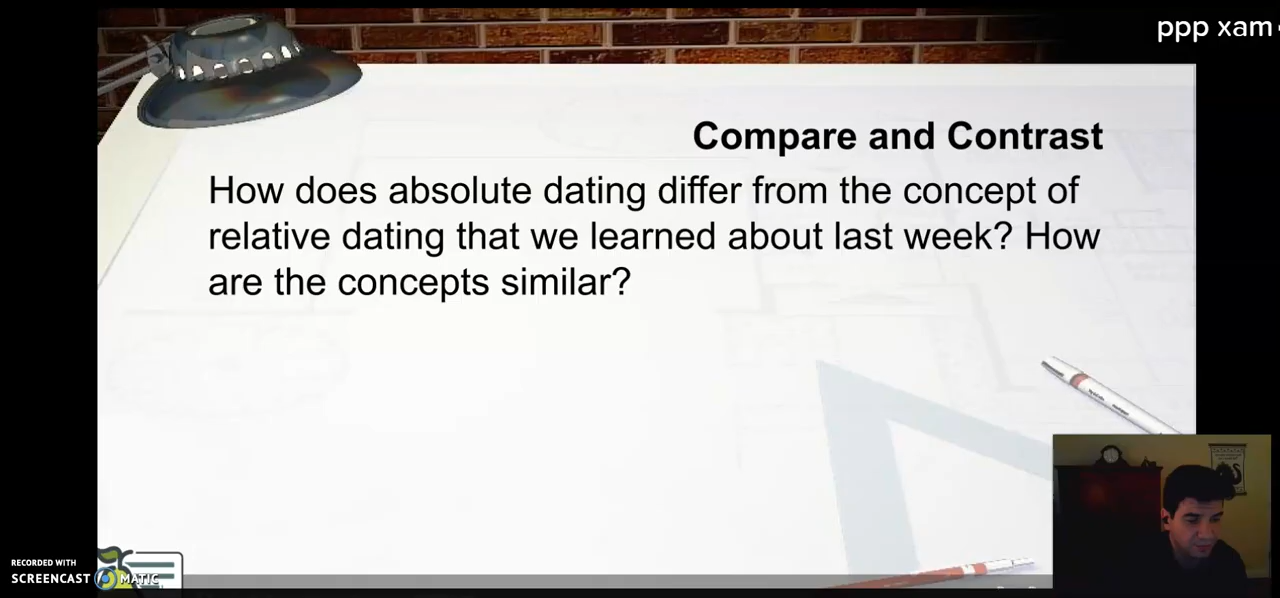 ppp xam
Compare and Contrast
How does absolute dating differ from the concept of
relative dating that we learned about last week? How
are the concepts similar?
RECORDED WITH
SCREENCAST MATIC